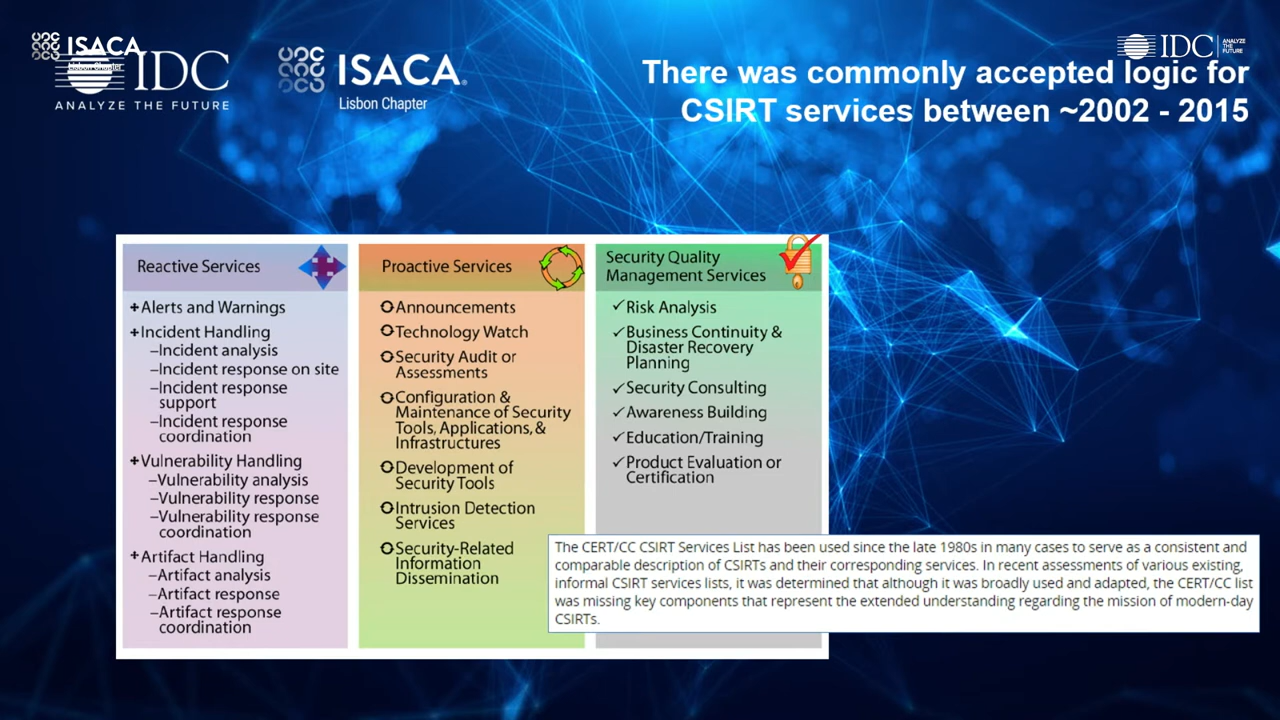 ISACA
Lisbon Chapter
IDC
ANALYZE THE FUTURE
ISACA®
Lisbon Chapter
IDC
ANALYZE
THE
FUTURE
There was commonly accepted logic for
CSIRT services between ~2002 - 2015
Reactive Services
+Alerts and Warnings
+Incident Handling
–Incident analysis
–Incident response on site
–Incident response
support
–Incident response
coordination
+Vulnerability Handling
–Vulnerability analysis
–Vulnerability response
–Vulnerability response
coordination
+Artifact Handling
–Artifact analysis
–Artifact response
–Artifact response
coordination
Proactive Services
Announcements
Technology Watch
Security Audit or
Assessments
Configuration &
Maintenance of Security
Tools, Applications, &
Infrastructures
Development of
Security Tools
Intrusion Detection
Services
Security-Related
Information
Dissemination
Security Quality
Management Services
✓Risk Analysis
✓Business Continuity &
Disaster Recovery
Planning
✓Security Consulting
✓Awareness Building
✓Education/Training
✓Product Evaluation or
Certification
The CERT/CC CSIRT Services List has been used since the late 1980s in many cases to serve as a consistent and
comparable description of CSIRTs and their corresponding services. In recent assessments of various existing,
informal CSIRT services lists, it was determined that although it was broadly used and adapted, the CERT/CC list
was missing key components that represent the extended understanding regarding the mission of modern-day
CSIRTs.